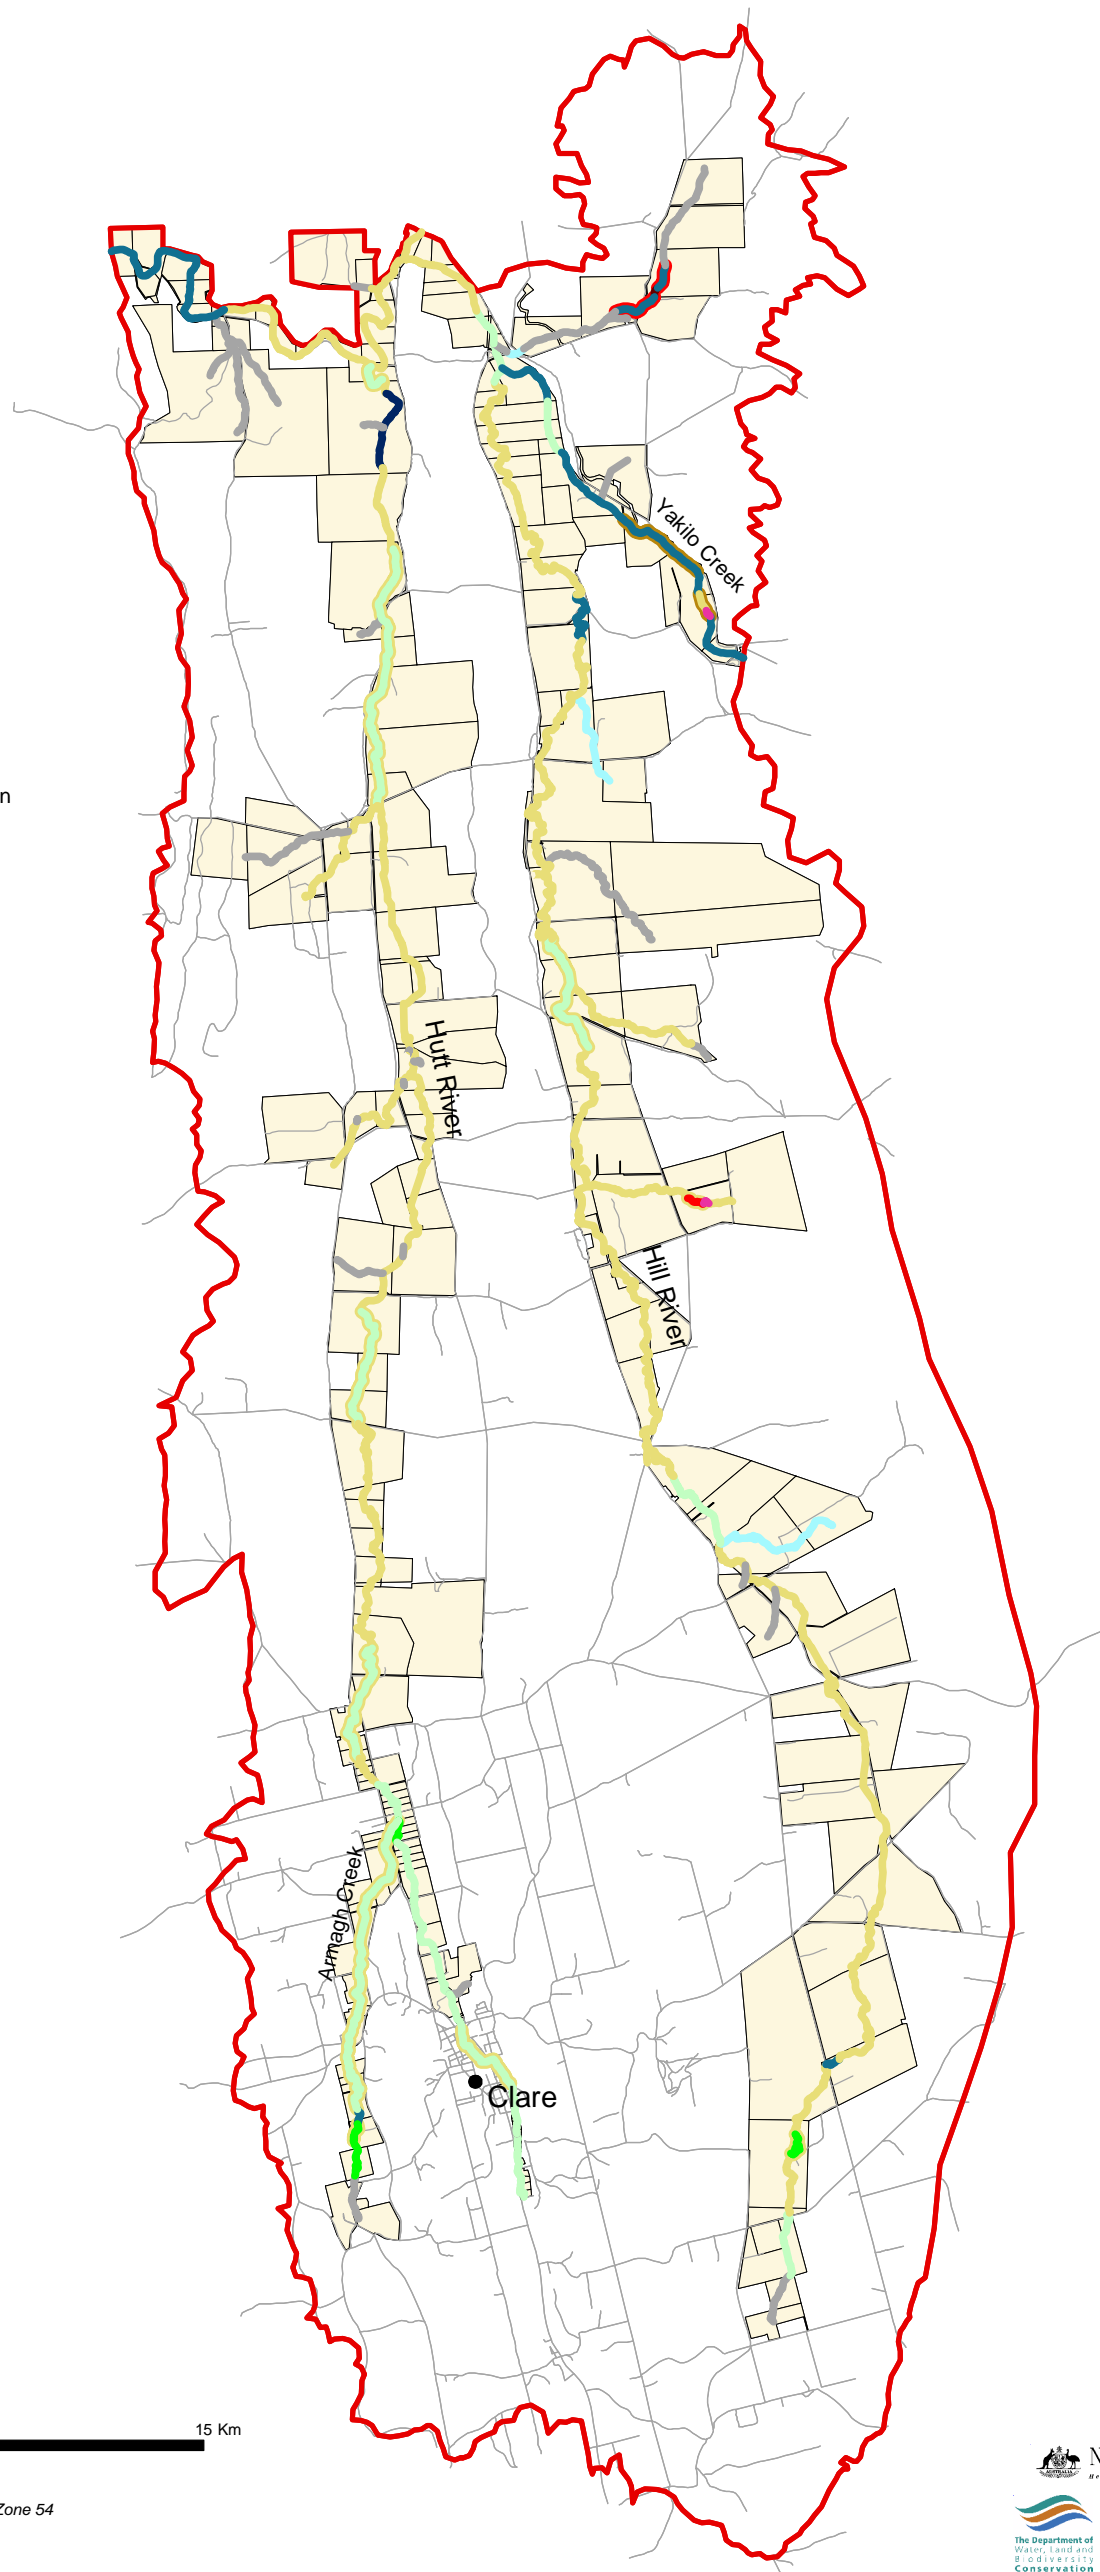 Yakilo Creek
n
Hutt River
Hill River
Armagh Creek
Clare
15 Km
Zone 54
N
AUSTRALIA
The Department of
Water, Land and
Biodiversity
Conservation